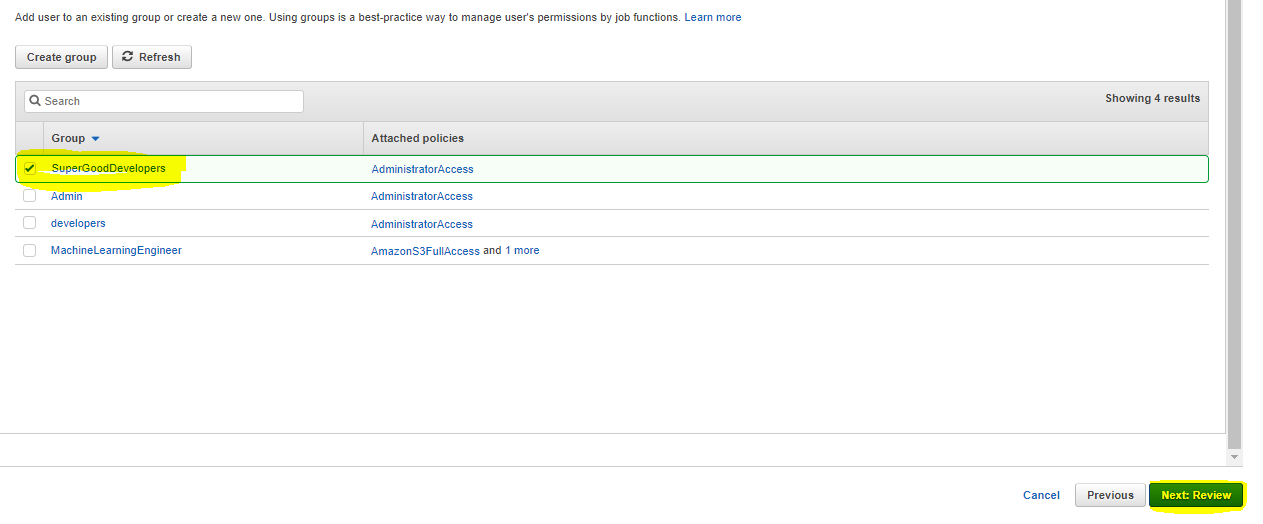 Add user to an existing group or create a new one. Using groups is a best-practice way to manage user's permissions by job functions. Learn more
Create group Refresh
Search Showing 4 results
Group Attached policies
SuperGoodDevelopers AdministratorAccess
Admin AdministratorAccess
developers AdministratorAccess
MachineLearningEngineer AmazonS3FullAccess and 1 more
Cancel Previous Next: Review